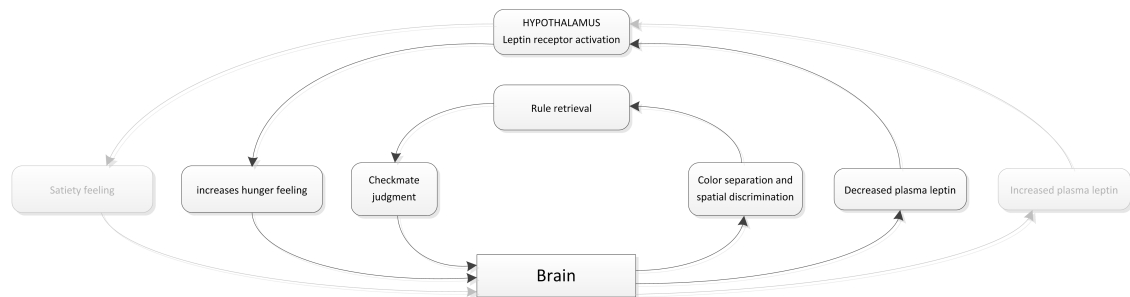 HYPOTHALAMUS
Leptin receptor activation
Rule retrieval
Satiety feeling
increases hunger feeling
Checkmate
judgment
Color separation and
spatial discrimination
Decreased plasma leptin
Increased plasma leptin
Brain